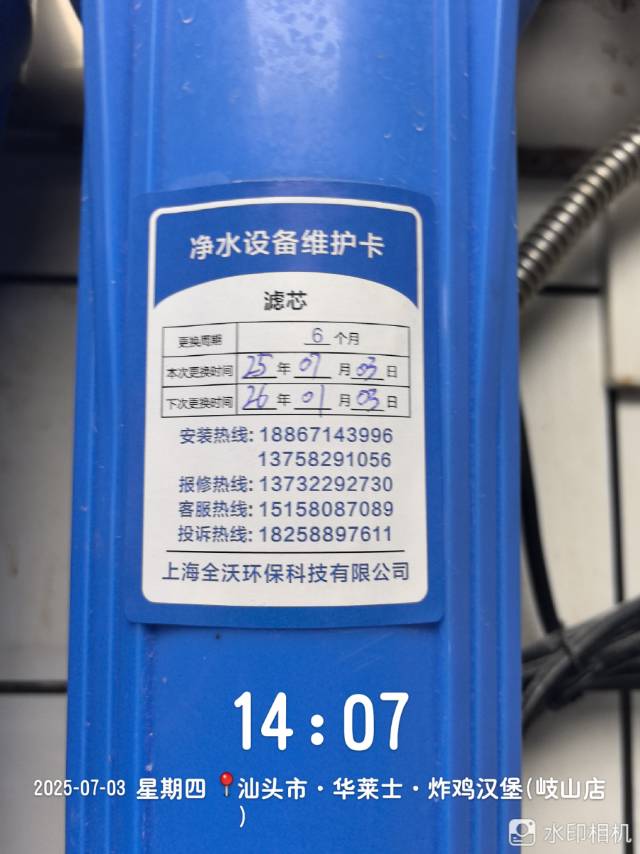 净水设备维护卡
滤芯
更换周期 6 个月
本次更换时间 25 年 07 月 03 日
下次更换时间 26 年 01 月 03 日
安装热线: 18867143996
13758291056
报修热线: 13732292730
客服热线: 15158087089
投诉热线: 18258897611
上海全沃环保科技有限公司
14:07
2025-07-03 星期四 汕头市·华莱士·炸鸡汉堡(岐山店
)
水印相机